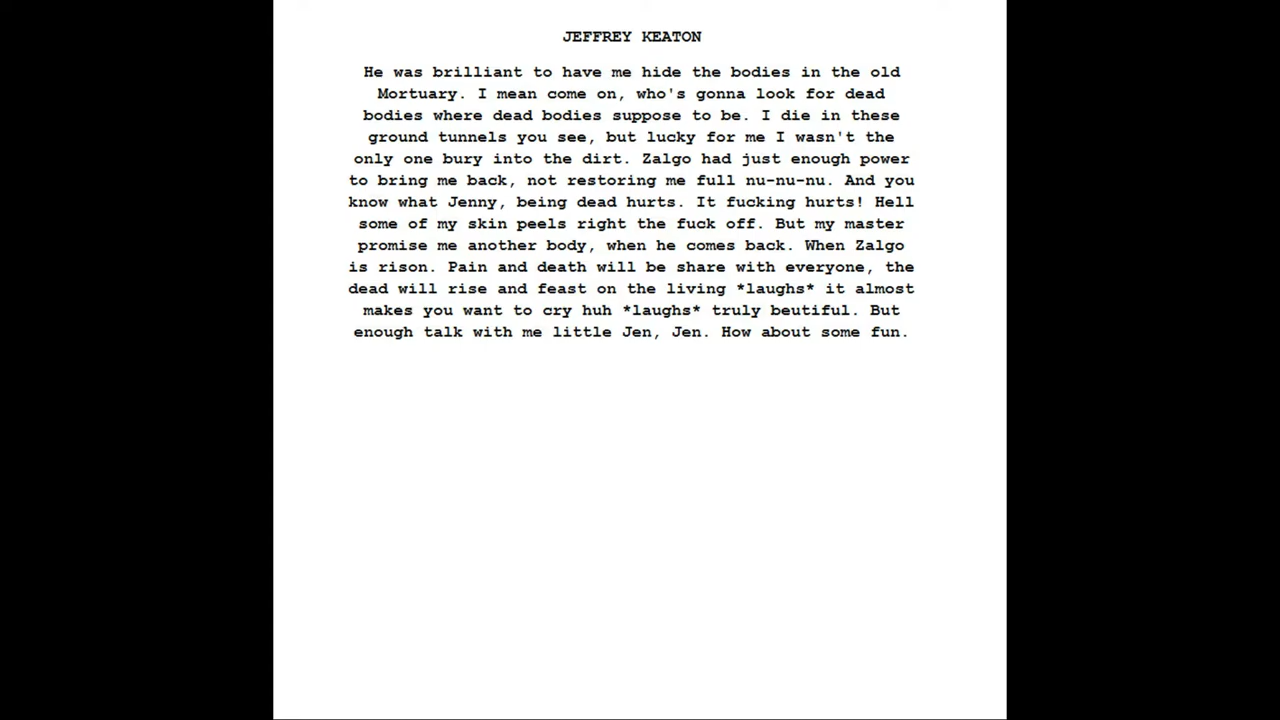 JEFFREY KEATON
He was brilliant to have me hide the bodies in the old
Mortuary. I mean come on, who's gonna look for dead
bodies where dead bodies suppose to be. I die in these
ground tunnels you see, but lucky for me I wasn't the
only one bury into the dirt. Zalgo had just enough power
to bring me back, not restoring me full nu-nu-nu. And you
know what Jenny, being dead hurts. It fucking hurts! Hell
some of my skin peels right the fuck off. But my master
promise me another body, when he comes back. When Zalgo
is rison. Pain and death will be share with everyone, the
dead will rise and feast on the living *laughs* it almost
makes you want to cry huh *laughs* truly beutiful. But
enough talk with me little Jen, Jen. How about some fun.